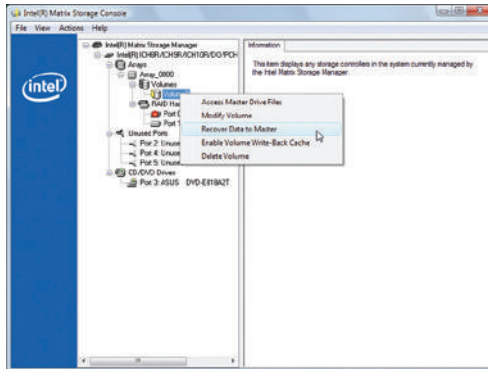 Intel(R) Matrix Storage Console
File View Actions Help
intel
Intel(R) Matrix Storage Manager
Intel(R) ICH8R/ICH9R/ICH10R/DO/PCH
Arrays
Array_0000
Volumes
Volum
RAID Ha
Port
Port 1
Unused Ports
Port 2: Unuse
Port 4: Unuse
Port 5: Unuse
CD/DVD Drives
Port 3: ASUS DVD-E818A2T
Access Master Drive Files
Modify Volume
Recover Data to Master
Enable Volume Write-Back Cache
Delete Volume
Information
This item displays any storage controllers in the system currently managed by
the Intel Matrix Storage Manager.